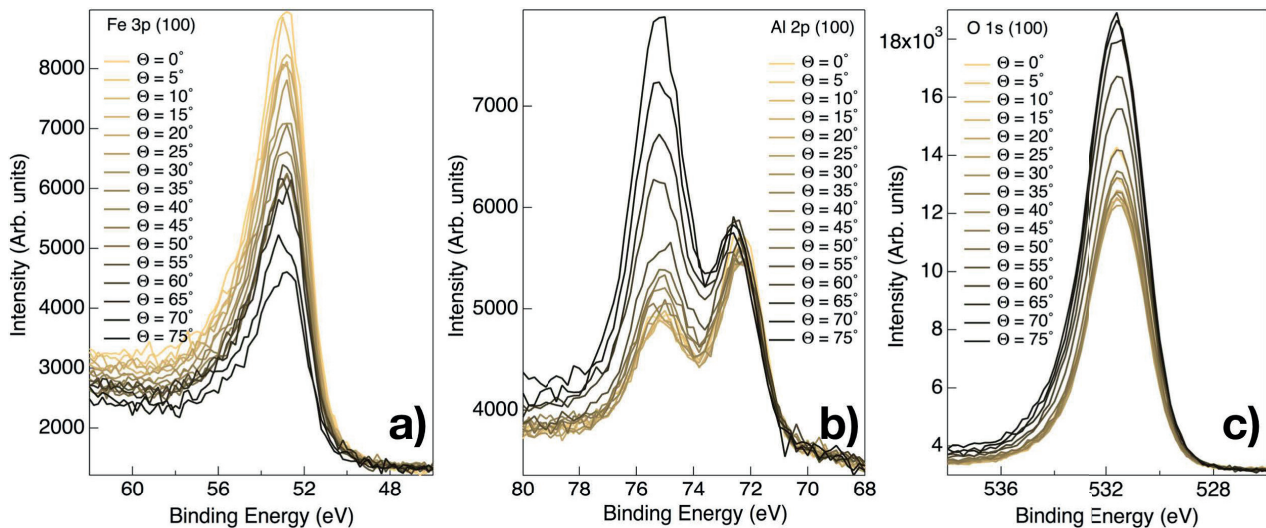 Fe 3p (100)
Θ = 0°
Θ = 5°
Θ = 10°
Θ = 15°
Θ = 20°
Θ = 25°
Θ = 30°
Θ = 35°
Θ = 40°
Θ = 45°
Θ = 50°
Θ = 55°
Θ = 60°
Θ = 65°
Θ = 70°
Θ = 75°
8000
7000
6000
5000
4000
3000
2000
Intensity (Arb. units)
60
56
52
48
Binding Energy (eV)
a)
Al 2p (100)
Θ = 0°
Θ = 5°
Θ = 10°
Θ = 15°
Θ = 20°
Θ = 25°
Θ = 30°
Θ = 35°
Θ = 40°
Θ = 45°
Θ = 50°
Θ = 55°
Θ = 60°
Θ = 65°
Θ = 70°
Θ = 75°
7000
6000
5000
4000
Intensity (Arb. units)
80
78
76
74
72
70
68
Binding Energy (eV)
b)
O 1s (100)
Θ = 0°
Θ = 5°
Θ = 10°
Θ = 15°
Θ = 20°
Θ = 25°
Θ = 30°
Θ = 35°
Θ = 40°
Θ = 45°
Θ = 50°
Θ = 55°
Θ = 60°
Θ = 65°
Θ = 70°
Θ = 75°
18x10³
16
14
12
10
8
6
4
Intensity (Arb. units)
536
532
528
Binding Energy (eV)
c)